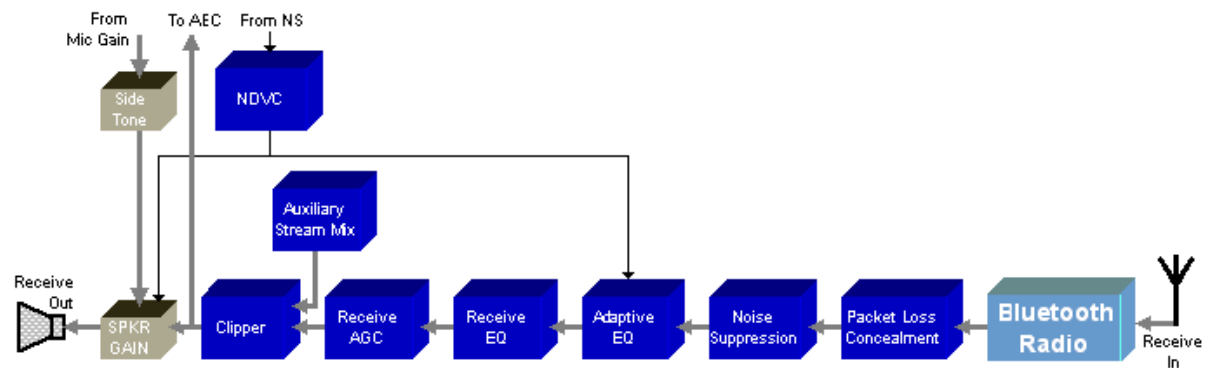 From
Mic Gain
To AEC
From NS
Side
Tone
NDVC
Auxiliary
Stream Mix
Receive
Out
SPKR
GAIN
Clipper
Receive
AGC
Receive
EQ
Adaptive
EQ
Noise
Suppression
Packet Loss
Concealment
Bluetooth
Radio
Receive
In